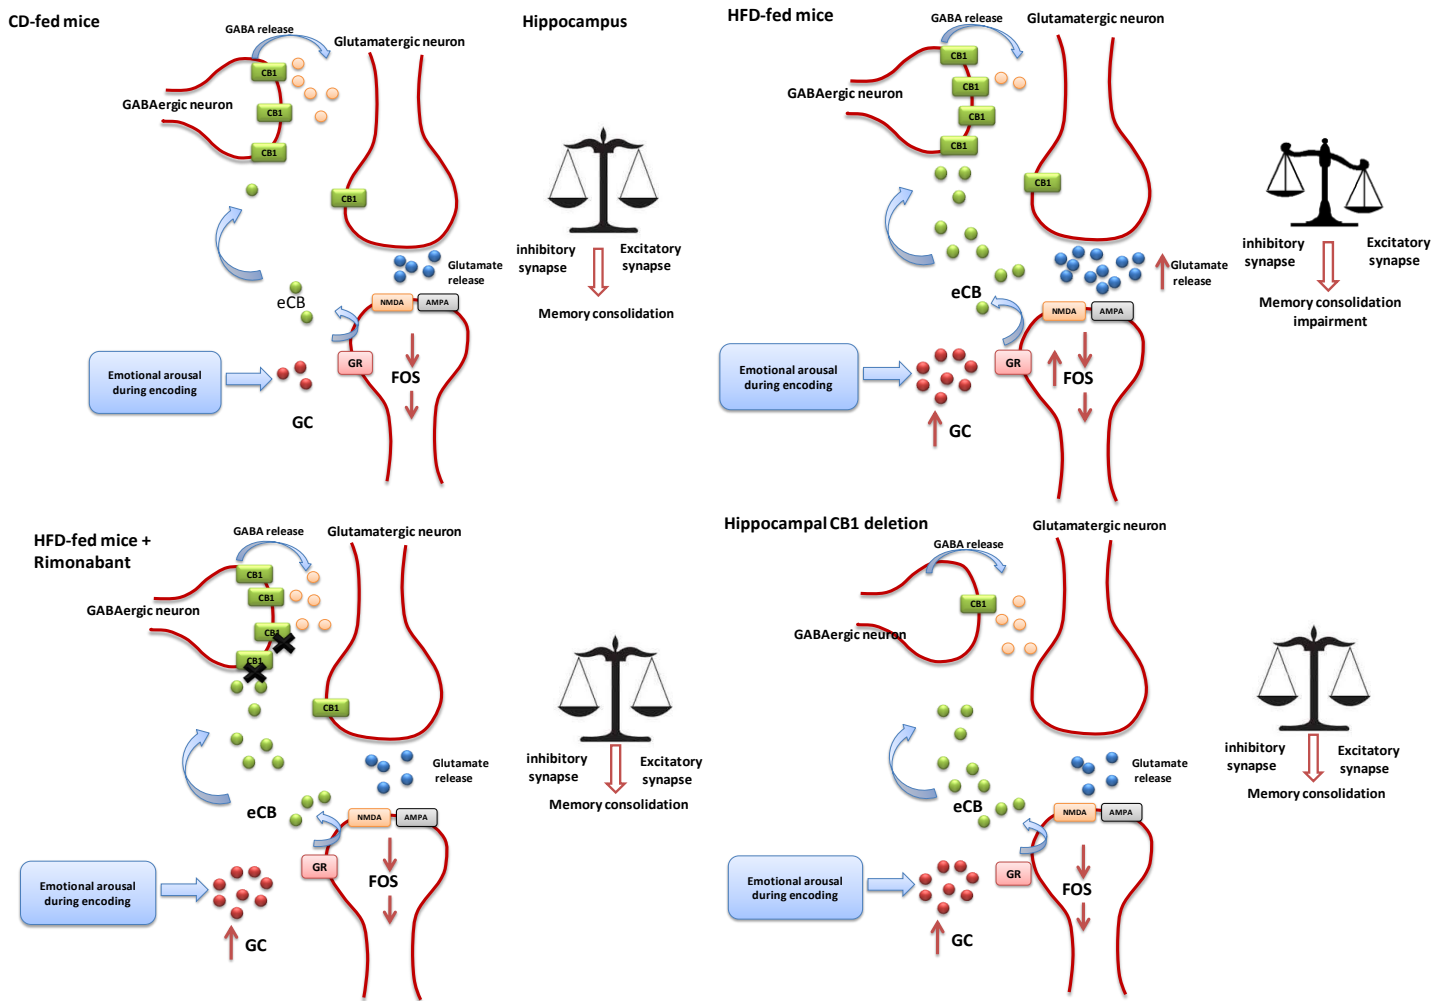 CD-fed mice
GABA release
Hippocampus
Glutamatergic neuron
CB1
GABAergic neuron
CB1
CB1
CB1
inhibitory
synapse
Excitatory
synapse
Glutamate
release
Memory consolidation
eCB
NMDA
AMPA
GR
FOS
Emotional arousal
during encoding
GC
HFD-fed mice
GABA release
Glutamatergic neuron
CB1
CB1
GABAergic neuron
CB1
CB1
CB1
inhibitory
synapse
Excitatory
synapse
Glutamate
release
Memory consolidation
impairment
eCB
NMDA
AMPA
GR
FOS
Emotional arousal
during encoding
GC
HFD-fed mice +
Rimonabant
GABA release
Glutamatergic neuron
CB1
CB1
GABAergic neuron
CB1
CB1
CB1
inhibitory
synapse
Excitatory
synapse
Glutamate
release
Memory consolidation
eCB
NMDA
AMPA
GR
FOS
Emotional arousal
during encoding
GC
Hippocampal CB1 deletion
GABA release
Glutamatergic neuron
CB1
GABAergic neuron
inhibitory
synapse
Excitatory
synapse
Glutamate
release
Memory consolidation
eCB
NMDA
AMPA
GR
FOS
Emotional arousal
during encoding
GC